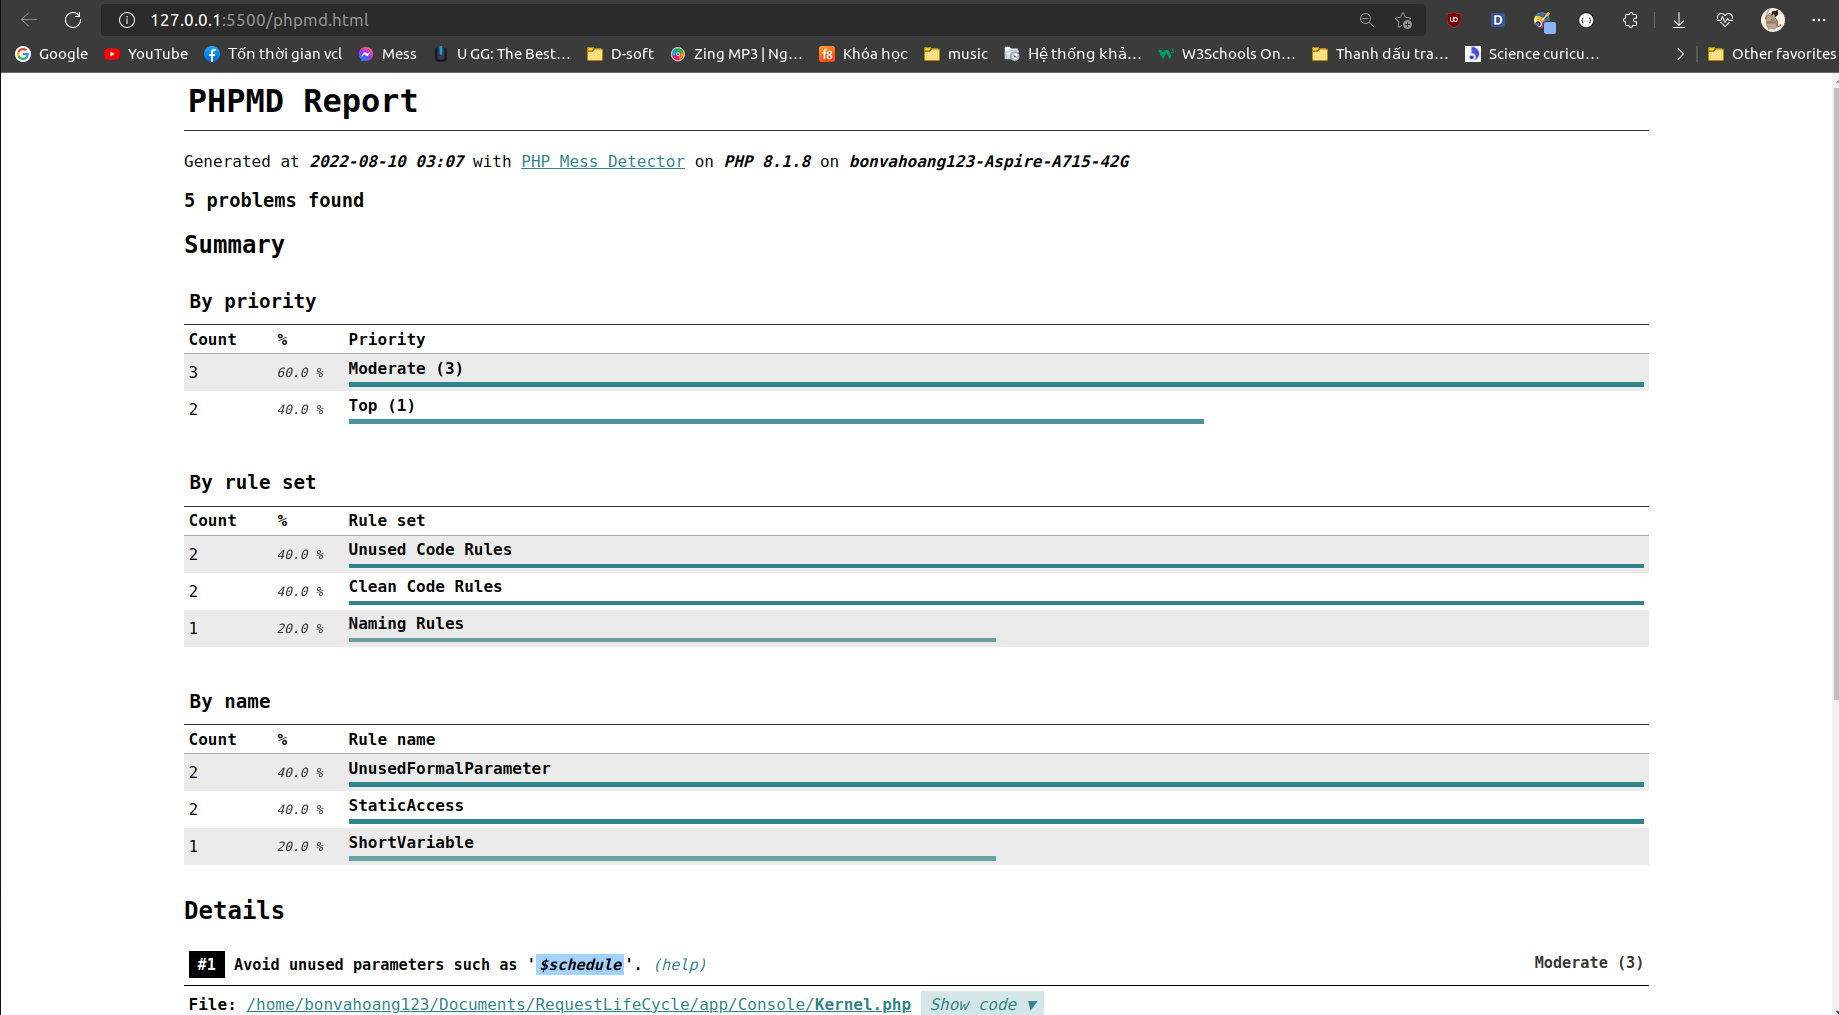 127.0.0.1:5500/phpmd.html
Google YouTube Tốn thời gian vcl Mess U GG: The Best... D-soft Zing MP3 | Ng... Khóa học music Hệ thống khả... W3Schools On... Thanh dấu tra... Science curicu... Other favorites
PHPMD Report
Generated at 2022-08-10 03:07 with PHP Mess Detector on PHP 8.1.8 on bonvahoang123-Aspire-A715-42G
5 problems found
Summary
By priority
Count % Priority
3 60.0 % Moderate (3)
2 40.0 % Top (1)
By rule set
Count % Rule set
2 40.0 % Unused Code Rules
2 40.0 % Clean Code Rules
1 20.0 % Naming Rules
By name
Count % Rule name
2 40.0 % UnusedFormalParameter
2 40.0 % StaticAccess
1 20.0 % ShortVariable
Details
#1 Avoid unused parameters such as '$schedule'. (help) Moderate (3)
File: /home/bonvahoang123/Documents/RequestLifeCycle/app/Console/Kernel.php Show code ▼